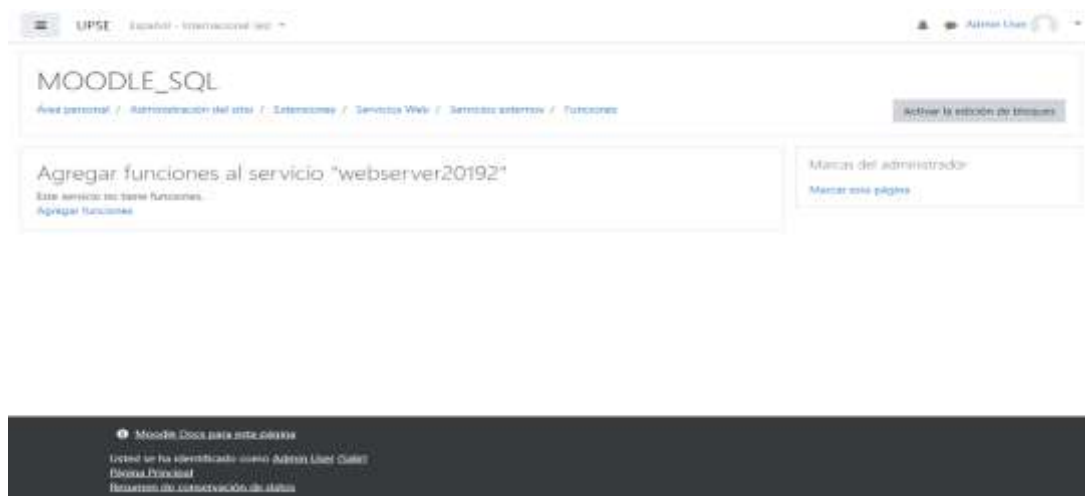 UPSE Español - Internacional (es)
Admin User
MOODLE_SQL
Área personal / Administración del sitio / Extensiones / Servicios Web / Servicios externos / Funciones
Activar la edición de bloques
Agregar funciones al servicio "webserver20192"
Este servicio no tiene funciones.
Agregar funciones
Marcas del administrador
Marcar esta página
Moodle Docs para esta página
Usted se ha identificado como Admin User (Salir)
Página Principal
Resumen de conservación de datos